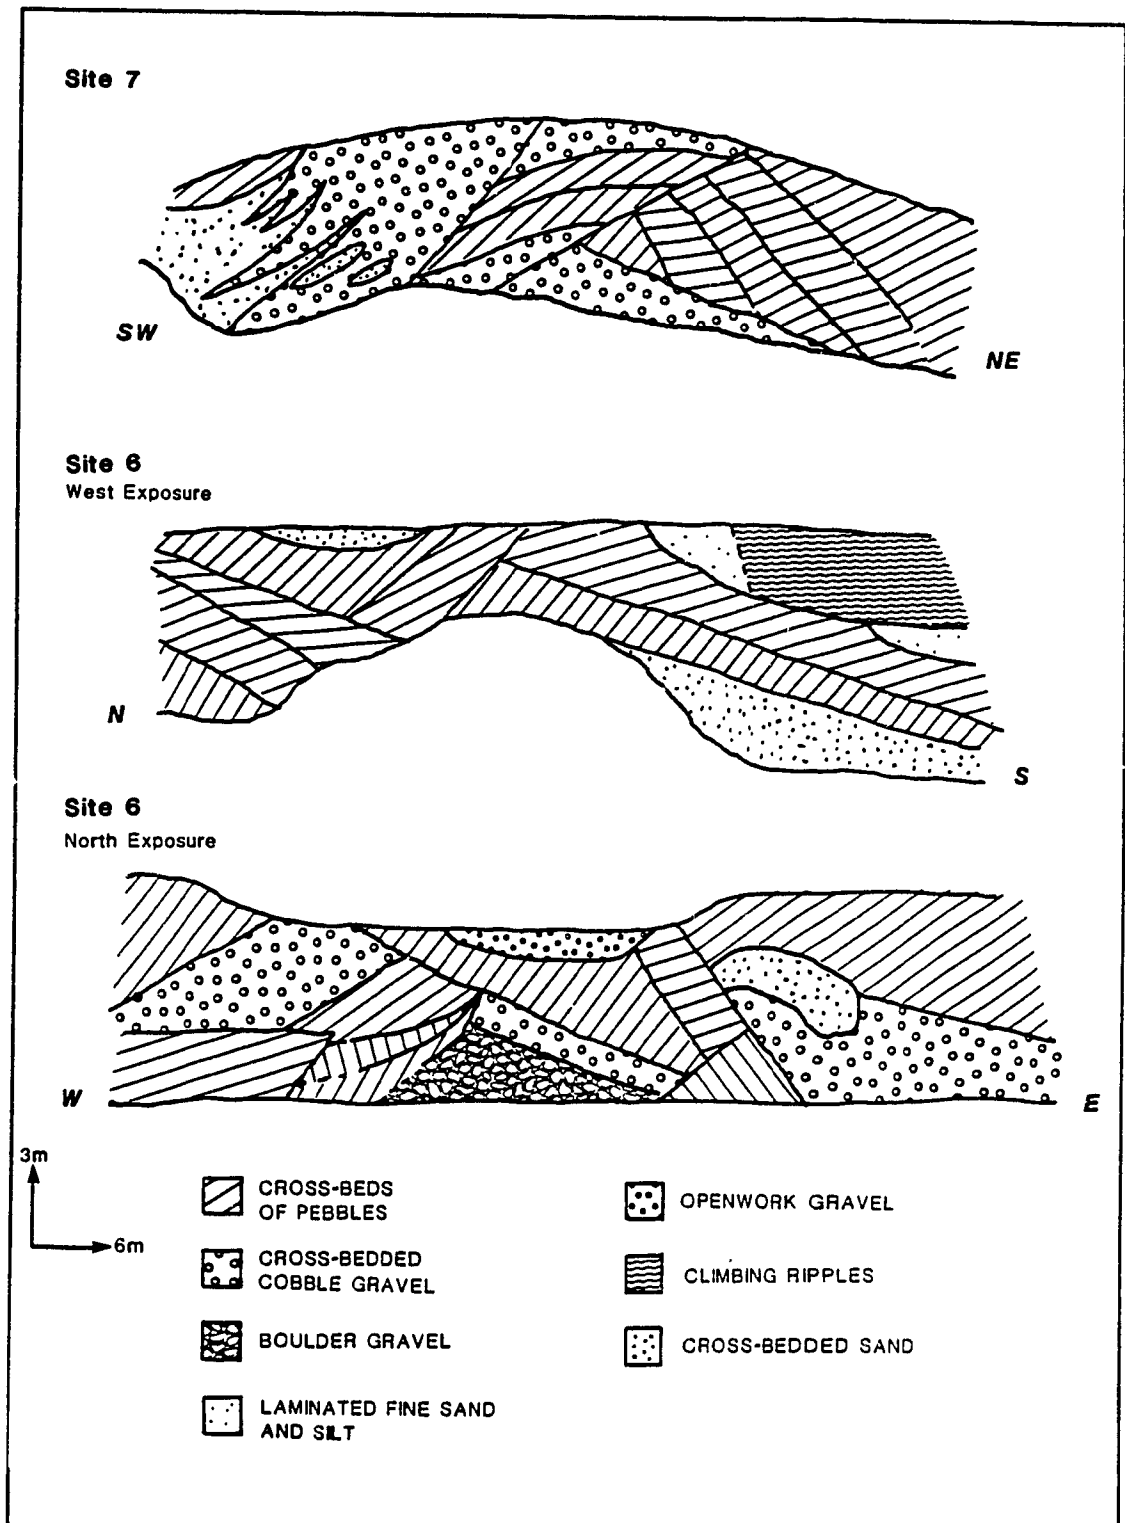 Site 7
SW
NE
Site 6
West Exposure
N
S
Site 6
North Exposure
W
E
3m
6m
CROSS-BEDS
OF PEBBLES
CROSS-BEDDED
COBBLE GRAVEL
BOULDER GRAVEL
LAMINATED FINE SAND
AND SILT
OPENWORK GRAVEL
CLIMBING RIPPLES
CROSS-BEDDED SAND